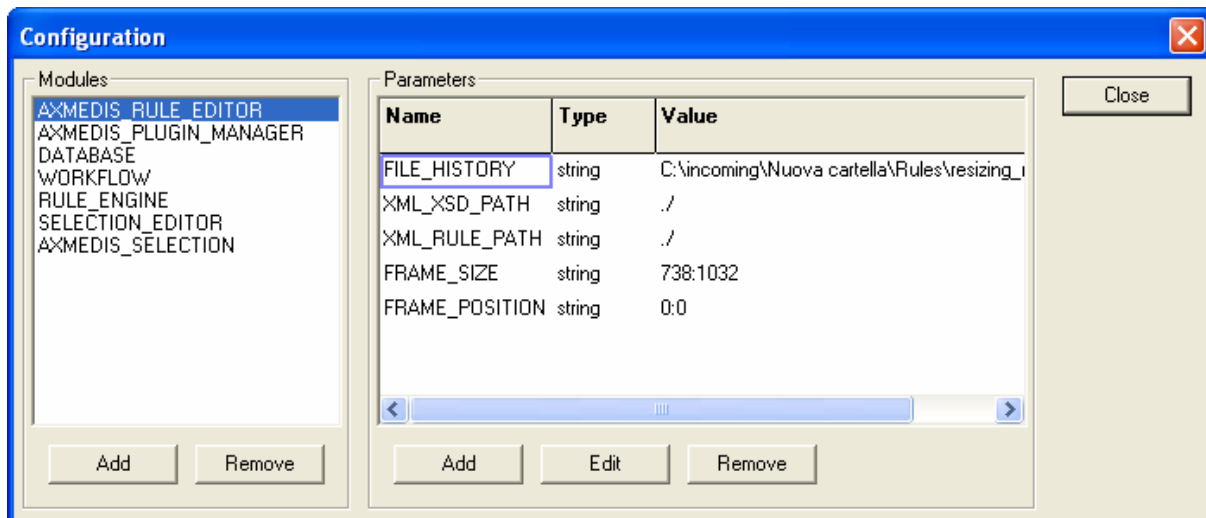 Configuration
Modules
AXMEDIS_RULE_EDITOR
AXMEDIS_PLUGIN_MANAGER
DATABASE
WORKFLOW
RULE_ENGINE
SELECTION_EDITOR
AXMEDIS_SELECTION
Add Remove
Parameters
Name Type Value
FILE_HISTORY string C:\incoming\Nuova cartella\Rules\resizing_
XML_XSD_PATH string ./
XML_RULE_PATH string ./
FRAME_SIZE string 738:1032
FRAME_POSITION string 0:0
Add Edit Remove
Close